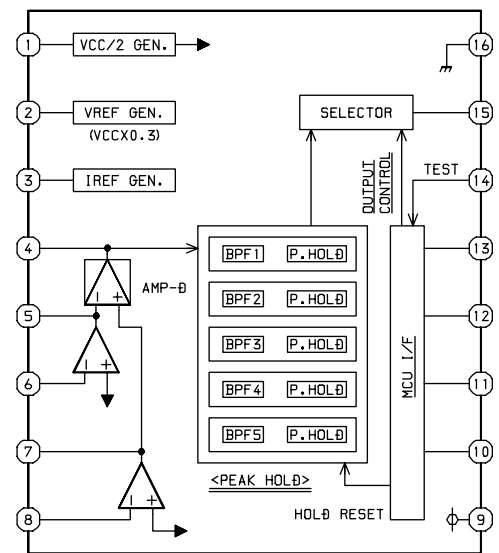 1
VCC/2 GEN.
16
2
VREF GEN.
(VCCX0.3)
SELECTOR
15
3
IREF GEN.
OUTPUT
CONTROL
TEST
14
4
AMP-D
BPF1
P.HOLD
13
5
BPF2
P.HOLD
12
BPF3
P.HOLD
MCU I/F
6
BPF4
P.HOLD
11
7
BPF5
P.HOLD
10
<PEAK HOLD>
8
HOLD RESET
9
- +
- +
- +